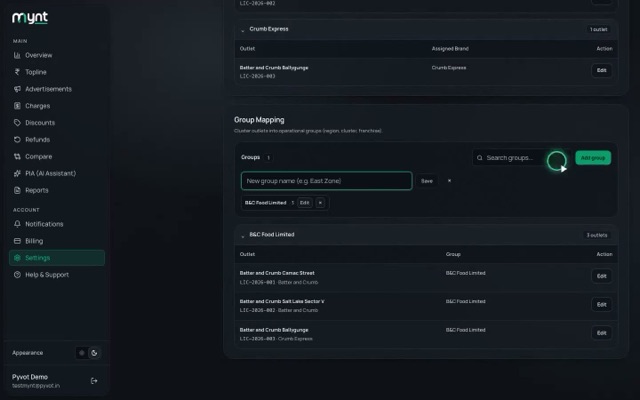 mynt
MAIN
Overview
Topline
Advertisements
Charges
Discounts
Refunds
Compare
PIA (AI Assistant)
Reports
ACCOUNT
Notifications
Billing
Settings
Help & Support
Appearance
Pyvot Demo
testmynt@pyvot.in
Crumb Express
1 outlet
Outlet Assigned Brand Action
Batter and Crumb Ballygunge Crumb Express Edit
LIC-2026-003
Group Mapping
Cluster outlets into operational groups (region, cluster, franchise).
Groups 1 Search groups... Add group
New group name (e.g. East Zone) Save
B&C Food Limited 3 Edit
B&C Food Limited 3 outlets
Outlet Group Action
Batter and Crumb Camac Street B&C Food Limited Edit
LIC-2026-001 · Batter and Crumb
Batter and Crumb Salt Lake Sector V B&C Food Limited Edit
LIC-2026-002 · Batter and Crumb
Batter and Crumb Ballygunge B&C Food Limited Edit
LIC-2026-003 · Crumb Express